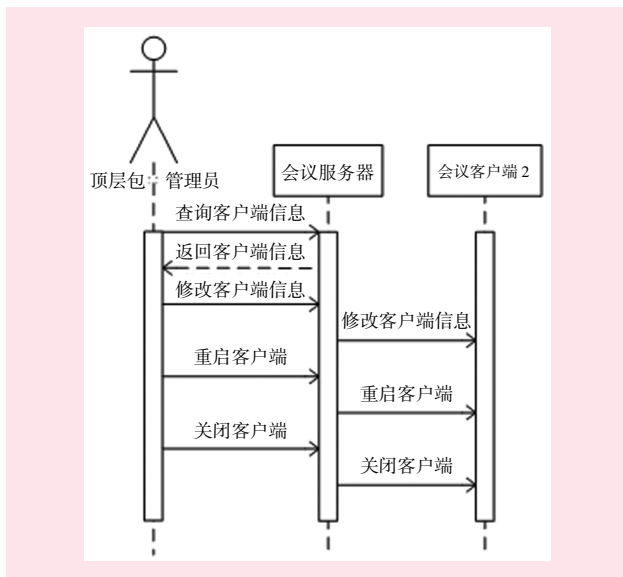 顶层包::管理员
会议服务器
会议客户端 2
查询客户端信息
返回客户端信息
修改客户端信息
修改客户端信息
重启客户端
重启客户端
关闭客户端
关闭客户端